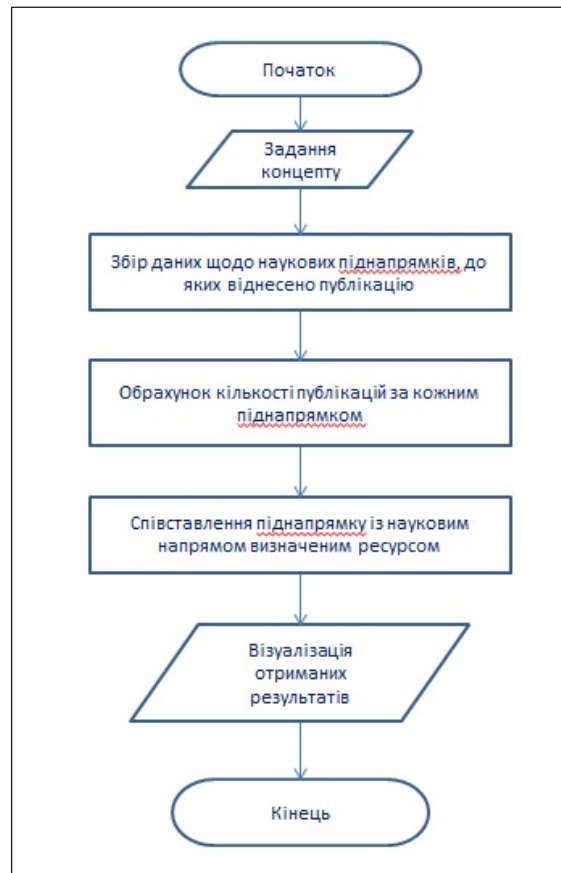 Початок
Задання
концепту
Збір даних щодо наукових піднапрямків, до
яких віднесено публікацію
Обрахунок кількості публікацій за кожним
піднапрямком
Співставлення піднапрямку із науковим
напрямом визначеним ресурсом
Візуалізація
отриманих
результатів
Кінець